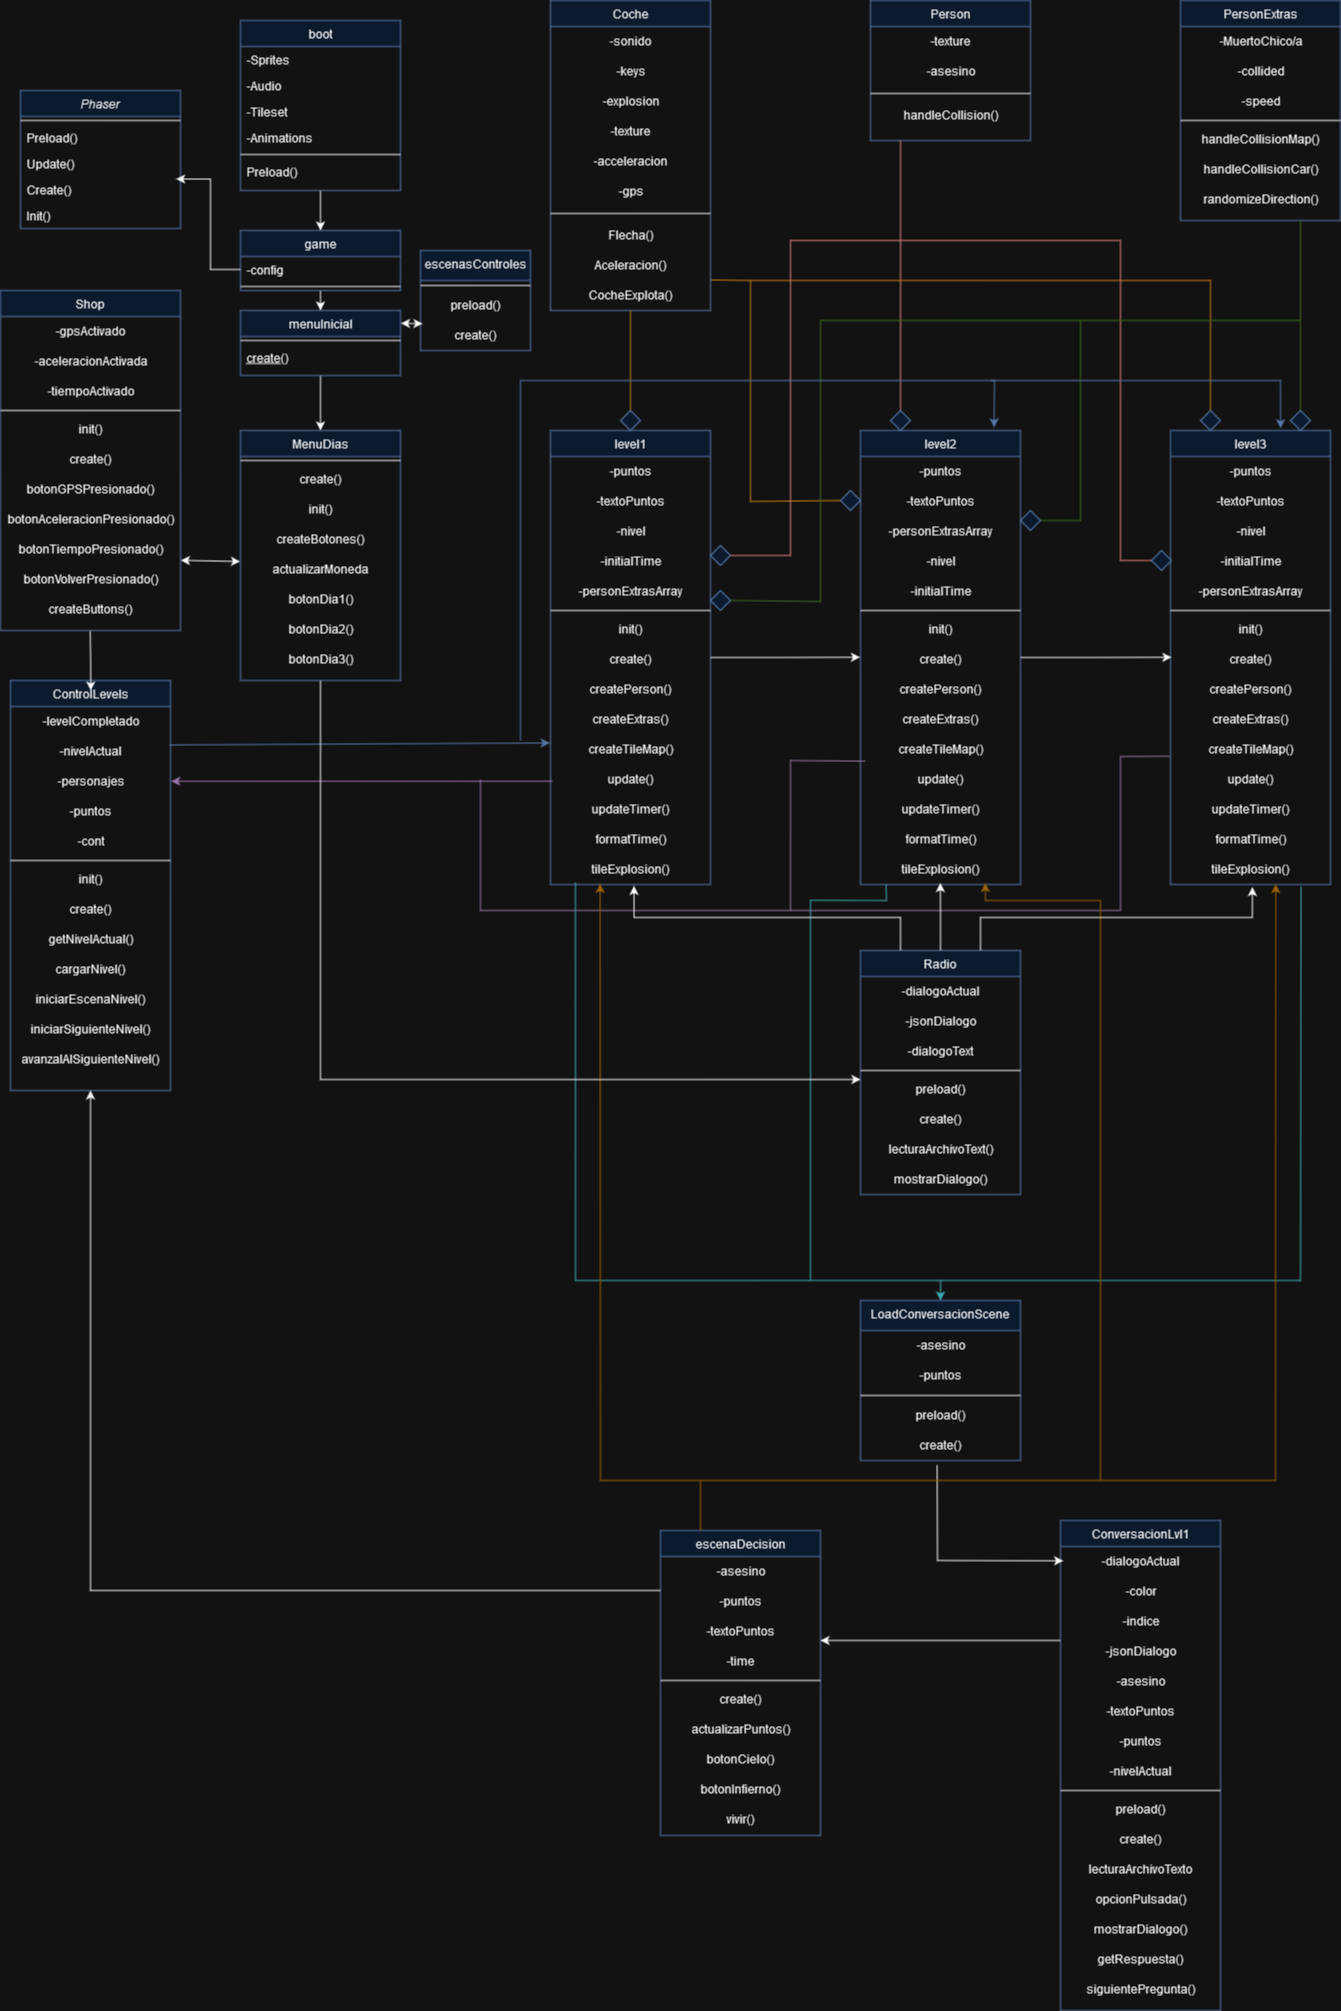 Coche
-sonido
-keys
-explosion
-texture
-acceleracion
-gps
Flecha()
Aceleracion()
CocheExplota()
Person
-texture
-asesino
handleCollision()
PersonExtras
-MuertoChico/a
-collided
-speed
handleCollisionMap()
handleCollisionCar()
randomizeDirection()
boot
-Sprites
-Audio
-Tileset
-Animations
Preload()
Phaser
Preload()
Update()
Create()
Init()
game
-config
escenasControles
preload()
create()
menuInicial
create()
Shop
-gpsActivado
-aceleracionActivada
-tiempoActivado
init()
create()
botonGPSPresionado()
botonAceleracionPresionado()
botonTiempoPresionado()
botonVolverPresionado()
createButtons()
MenuDias
create()
init()
createBotones()
actualizarMoneda
botonDia1()
botonDia2()
botonDia3()
level1
-puntos
-textoPuntos
-nivel
-initialTime
-personExtrasArray
init()
create()
createPerson()
createExtras()
createTileMap()
update()
updateTimer()
formatTime()
tileExplosion()
level2
-puntos
-textoPuntos
-personExtrasArray
-nivel
-initialTime
init()
create()
createPerson()
createExtras()
createTileMap()
update()
updateTimer()
formatTime()
tileExplosion()
level3
-puntos
-textoPuntos
-nivel
-initialTime
-personExtrasArray
init()
create()
createPerson()
createExtras()
createTileMap()
update()
updateTimer()
formatTime()
tileExplosion()
ControlLevels
-levelCompletado
-nivelActual
-personajes
-puntos
-cont
init()
create()
getNivelActual()
cargarNivel()
iniciarEscenaNivel()
iniciarSiguienteNivel()
avanzalAlSiguienteNivel()
Radio
-dialogoActual
-jsonDialogo
-dialogoText
preload()
create()
lecturaArchivoText()
mostrarDialogo()
LoadConversacionScene
-asesino
-puntos
preload()
create()
escenaDecision
-asesino
-puntos
-textoPuntos
-time
create()
actualizarPuntos()
botonCielo()
botonInfierno()
vivir()
ConversacionLvl1
-dialogoActual
-color
-indice
-jsonDialogo
-asesino
-textoPuntos
-puntos
-nivelActual
preload()
create()
lecturaArchivoTexto
opcionPulsada()
mostrarDialogo()
getRespuesta()
siguientePregunta()